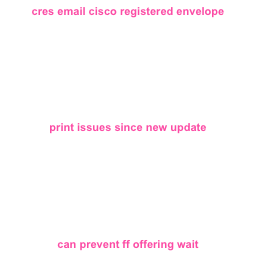 cres email cisco registered envelope
print issues since new update
can prevent ff offering wait